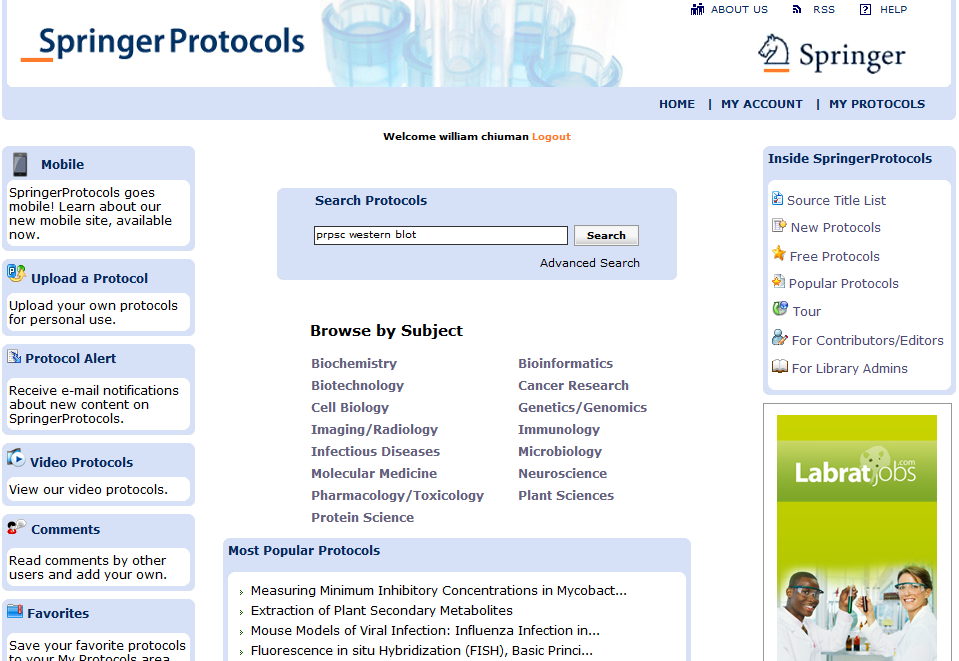 ABOUT US
RSS
HELP
SpringerProtocols
Springer
HOME | MY ACCOUNT | MY PROTOCOLS
Welcome william chiuman Logout
Mobile
SpringerProtocols goes
mobile! Learn about our
new mobile site, available
now.
Upload a Protocol
Upload your own protocols
for personal use.
Protocol Alert
Receive e-mail notifications
about new content on
SpringerProtocols.
Video Protocols
View our video protocols.
Comments
Read comments by other
users and add your own.
Favorites
Save your favorite protocols
to your My Protocols area
Search Protocols
prpsc western blot
Search
Advanced Search
Browse by Subject
Biochemistry
Biotechnology
Cell Biology
Imaging/Radiology
Infectious Diseases
Molecular Medicine
Pharmacology/Toxicology
Protein Science
Bioinformatics
Cancer Research
Genetics/Genomics
Immunology
Microbiology
Neuroscience
Plant Sciences
Most Popular Protocols
Measuring Minimum Inhibitory Concentrations in Mycobact...
Extraction of Plant Secondary Metabolites
Mouse Models of Viral Infection: Influenza Infection in...
Fluorescence in situ Hybridization (FISH), Basic Princi...
Inside SpringerProtocols
Source Title List
New Protocols
Free Protocols
Popular Protocols
Tour
For Contributors/Editors
For Library Admins
Labratjobs.com